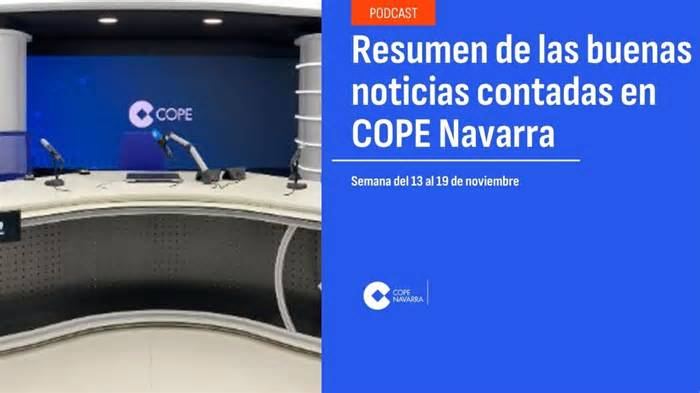 PODCAST
Resumen de las buenas
noticias contadas en
COPE Navarra
Semana del 13 al 19 de noviembre
COPE
COPE
NAVARRA